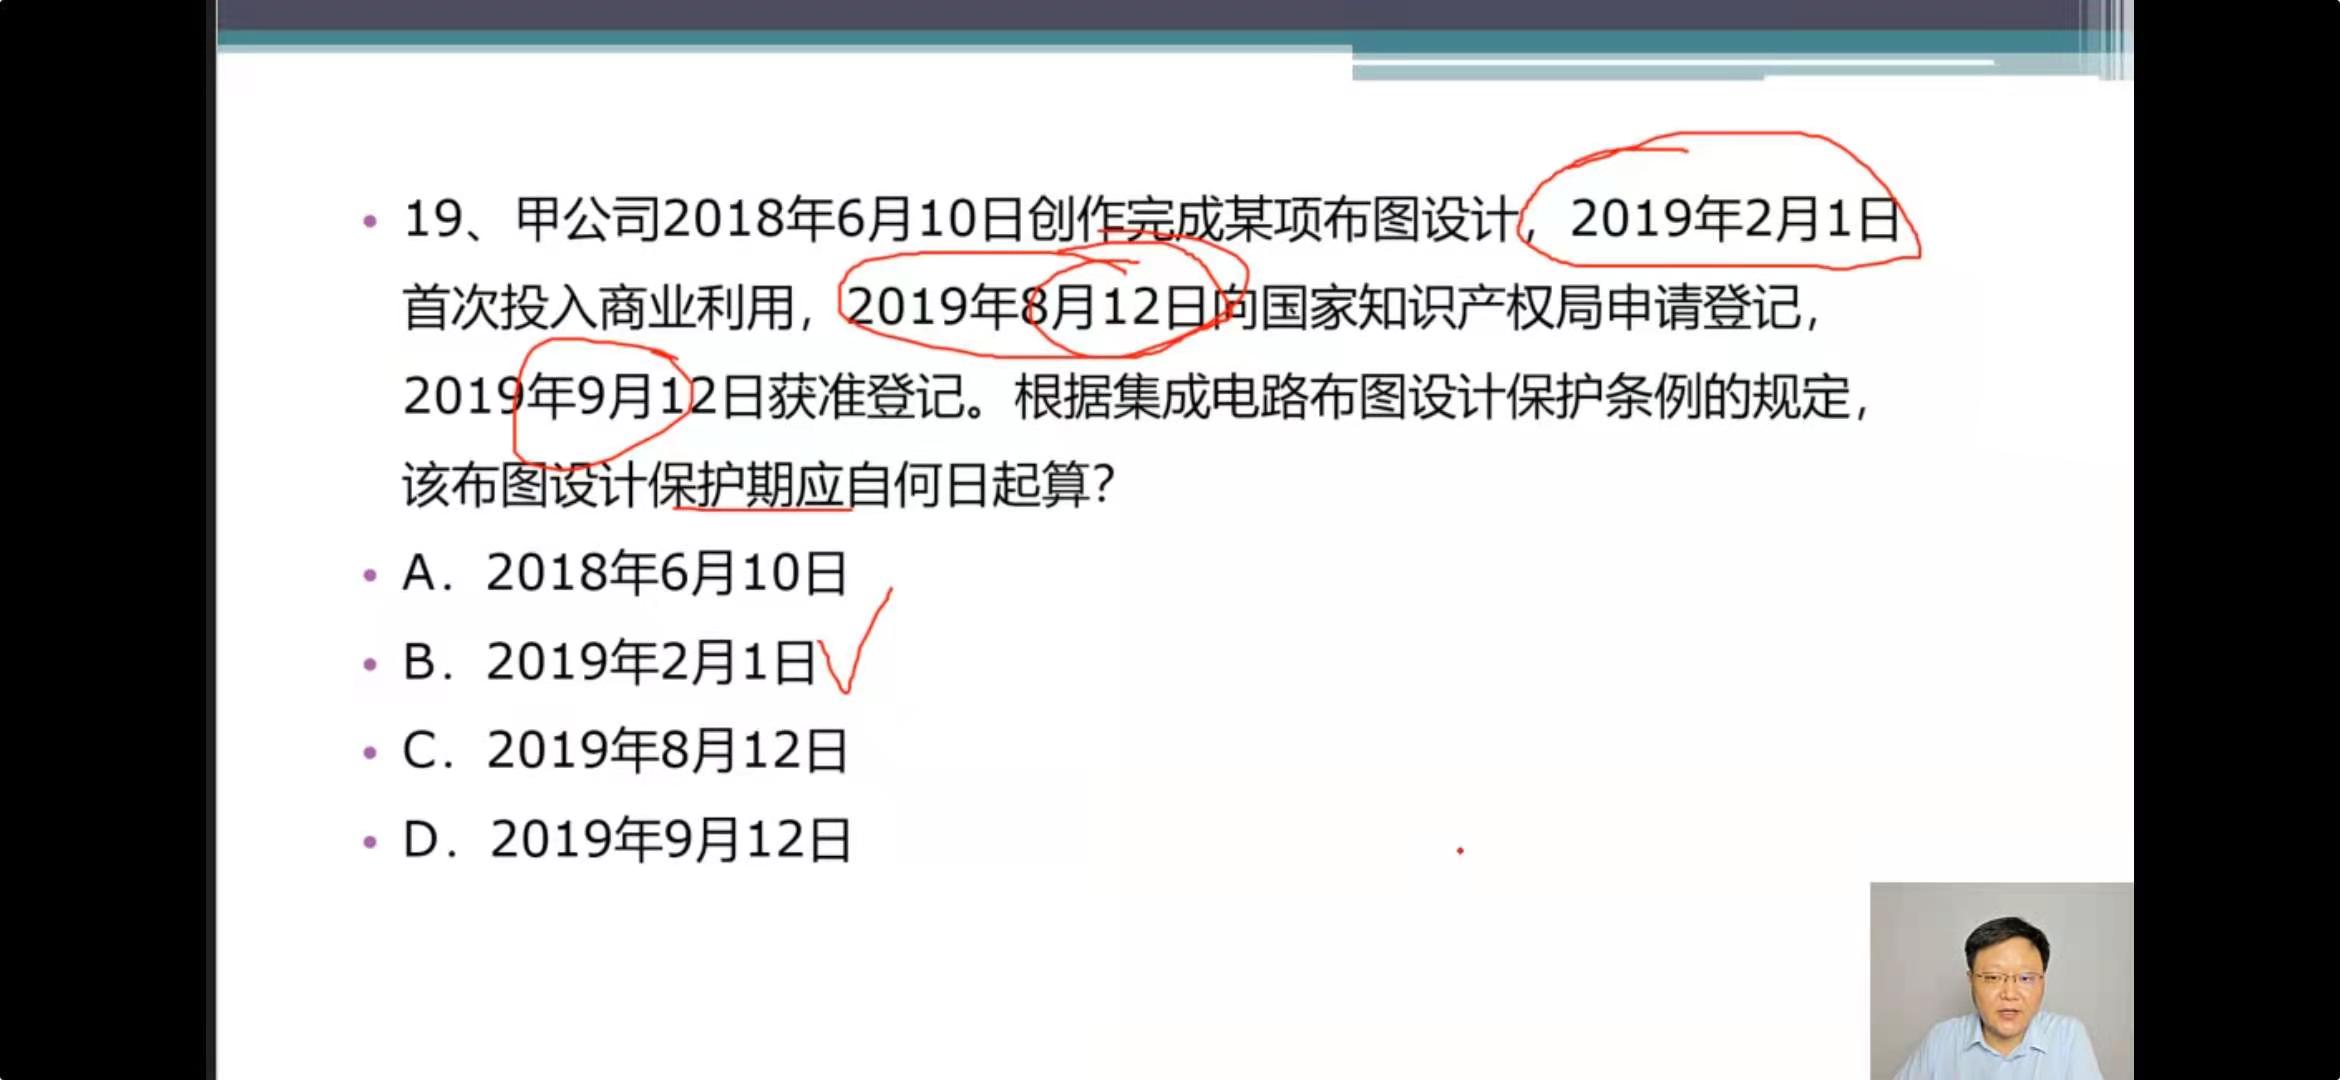 • 19、甲公司2018年6月10日创作完成某项布图设计，2019年2月1日
首次投入商业利用，2019年8月12日向国家知识产权局申请登记，
2019年9月12日获准登记。根据集成电路布图设计保护条例的规定，
该布图设计保护期应自何日起算?
• A．2018年6月10日
• B．2019年2月1日
• C．2019年8月12日
• D．2019年9月12日